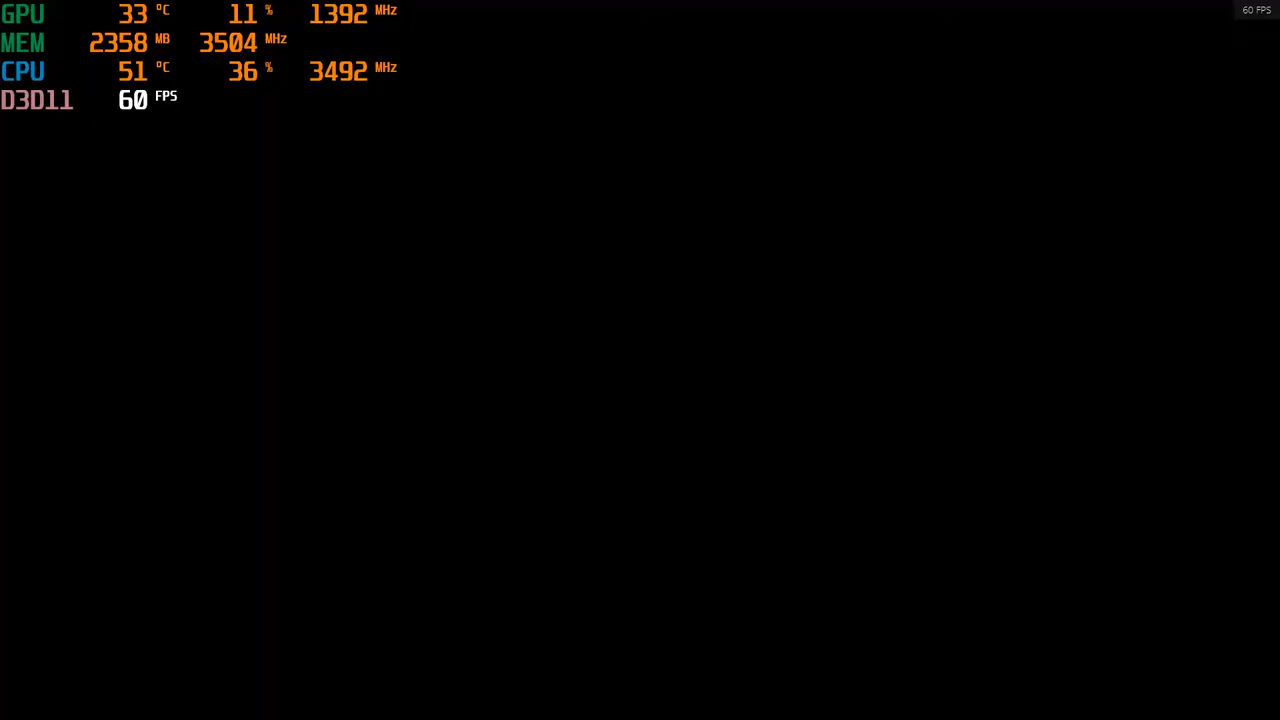 GPU 33 °C 11 % 1392 MHz
MEM 2358 MB 3504 MHz
CPU 51 °C 36 % 3492 MHz
D3D11 60 FPS
60 FPS